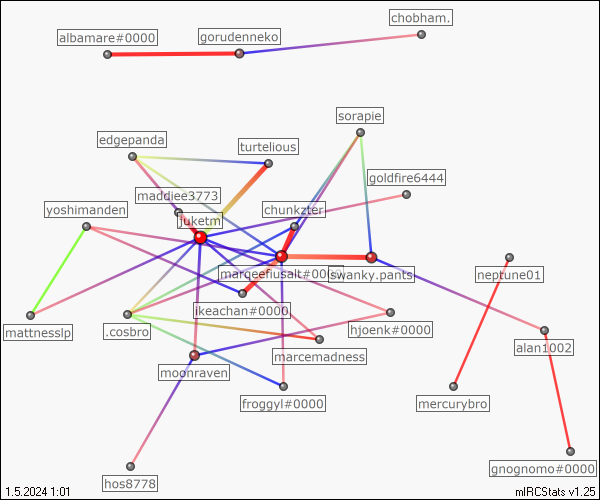 chobham.
albamare#0000
gorudenneko
sorapie
edgepanda
turtelious
goldfire6444
maddiee3773
yoshimanden
chunkzter
juketm
marqeefiusalt#00
swanky.pants
neptune01
ikeachan#0000
mattnesslp
.cosbro
hjoenk#0000
alan1002
marcemadness
moonraven
froggyl#0000
mercurybro
gnognomo#0000
hos8778
1.5.2024 1:01
mIRCStats v1.25